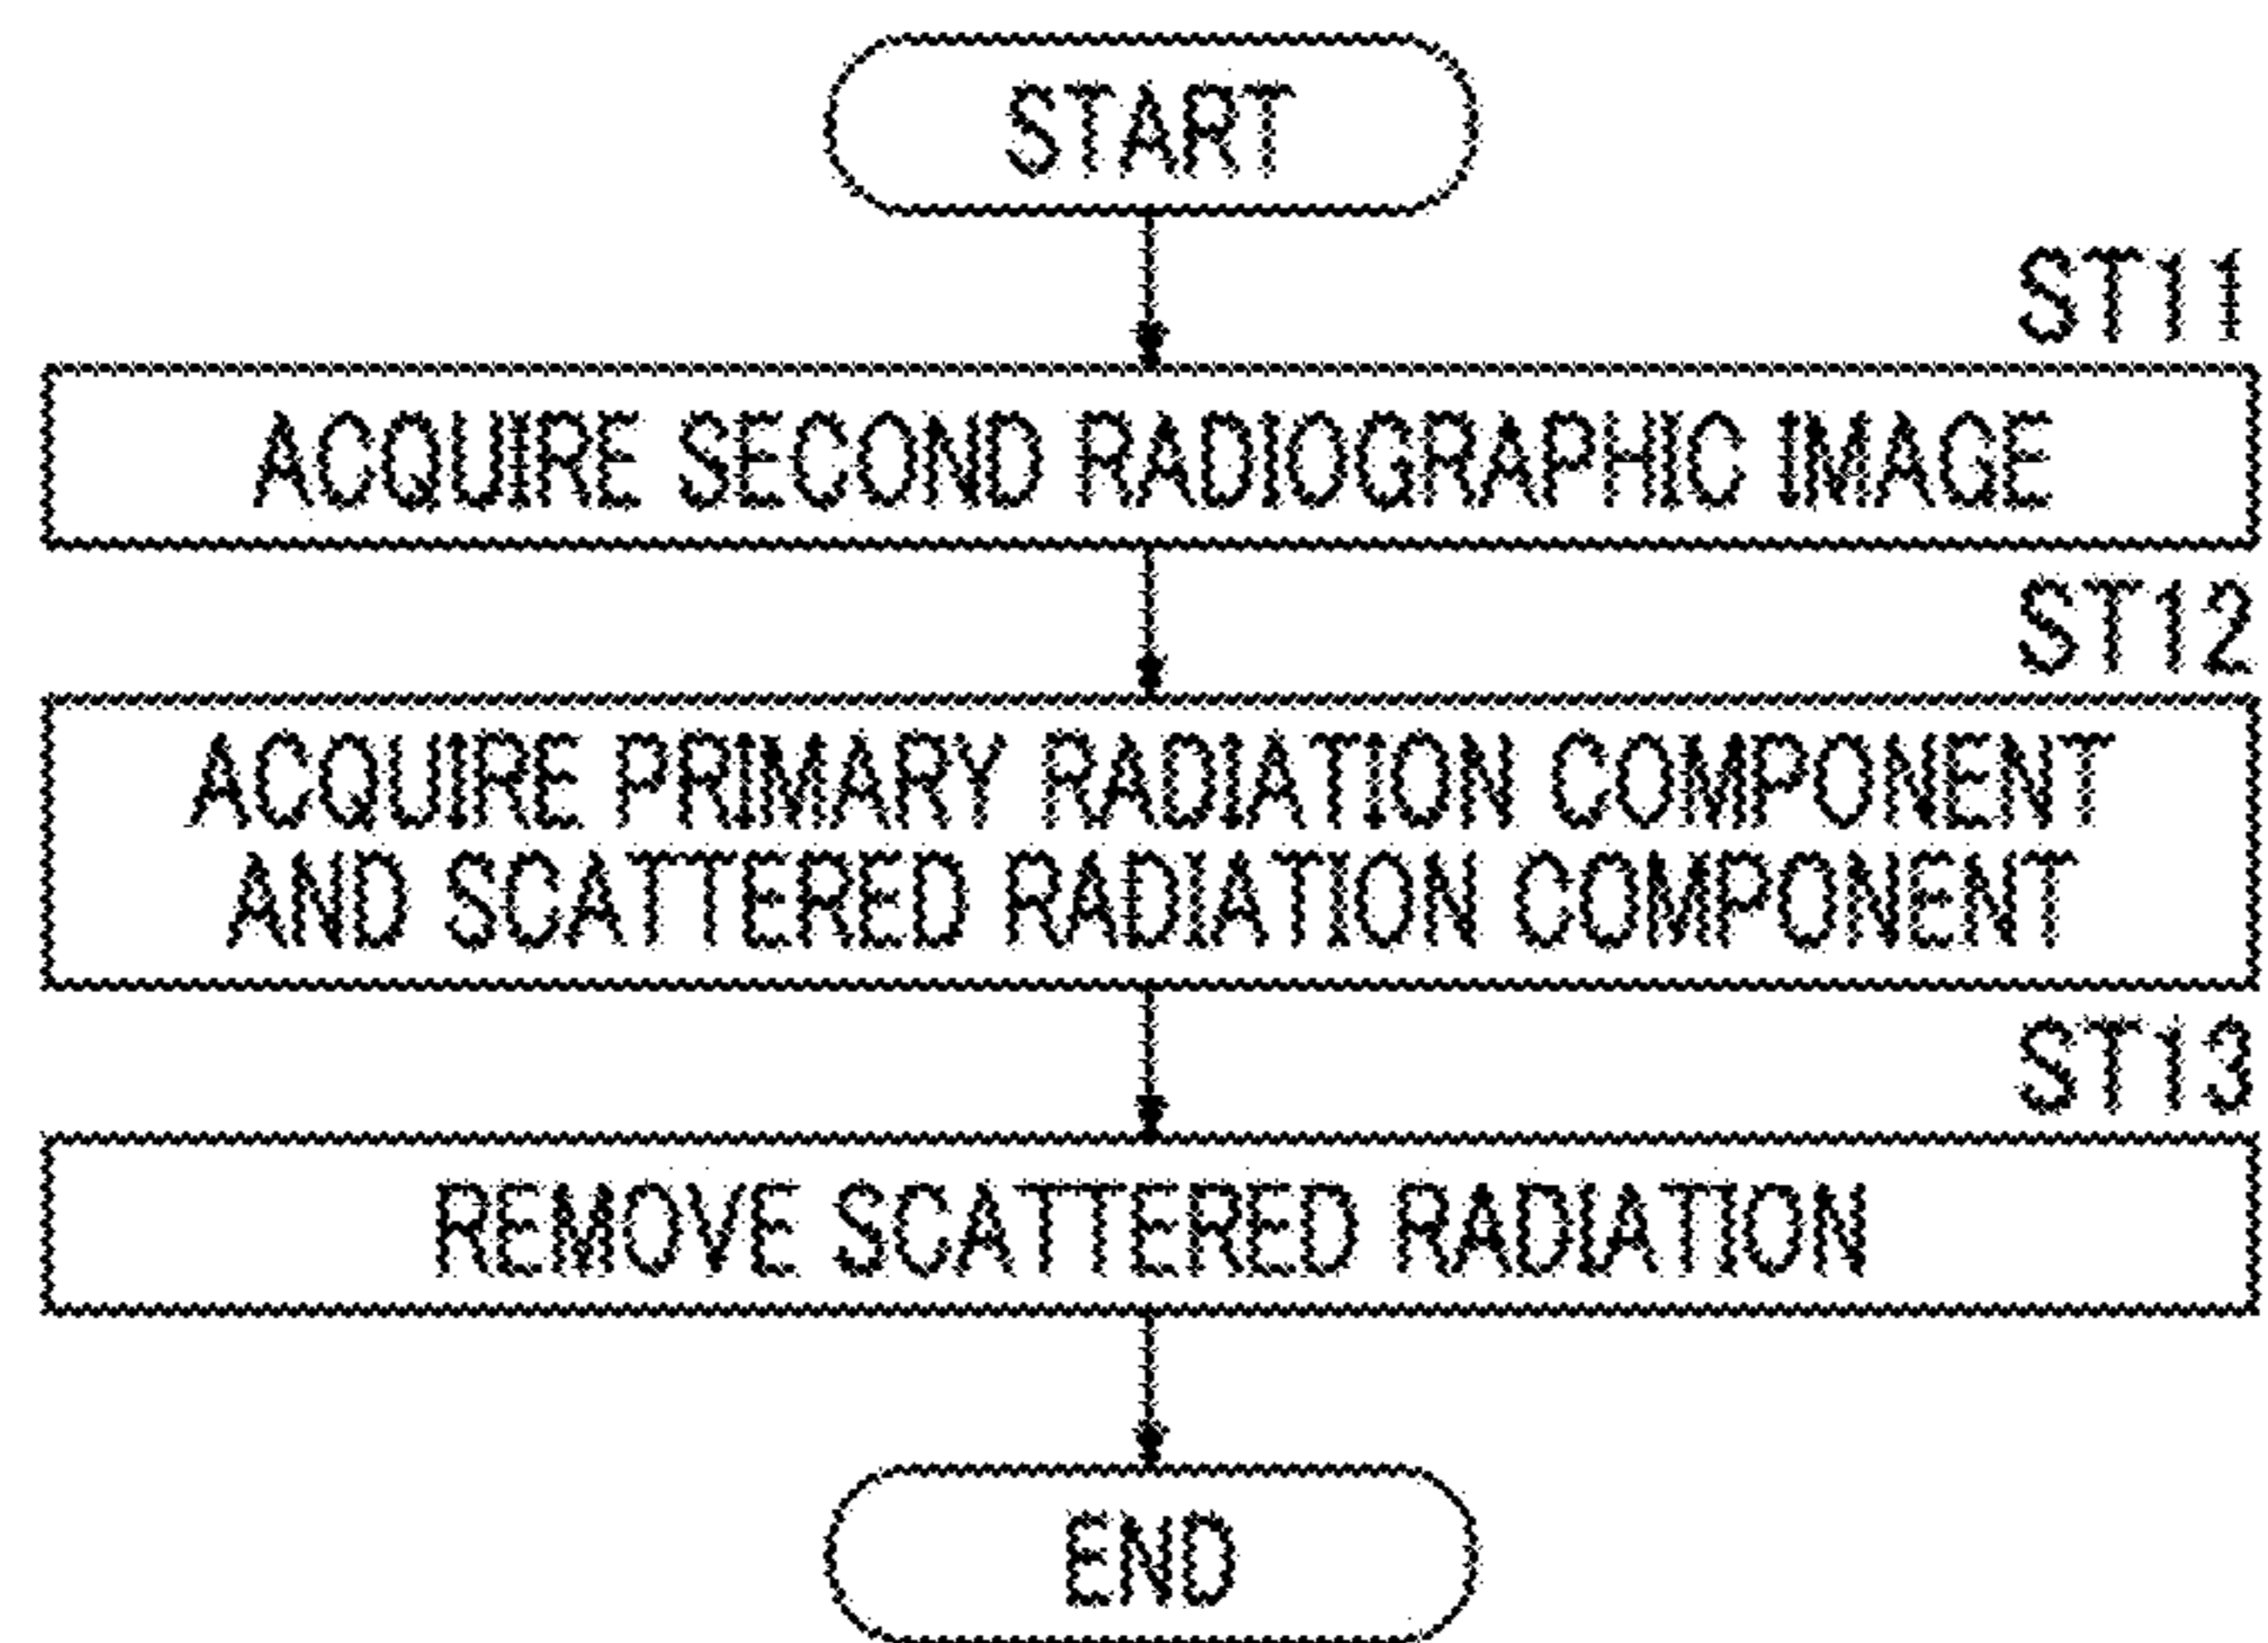 START
ST11
ACQUIRE SECOND RADIOGRAPHIC IMAGE
ST12
ACQUIRE PRIMARY RADIATION COMPONENT
AND SCATTERED RADIATION COMPONENT
ST13
REMOVE SCATTERED RADIATION
END